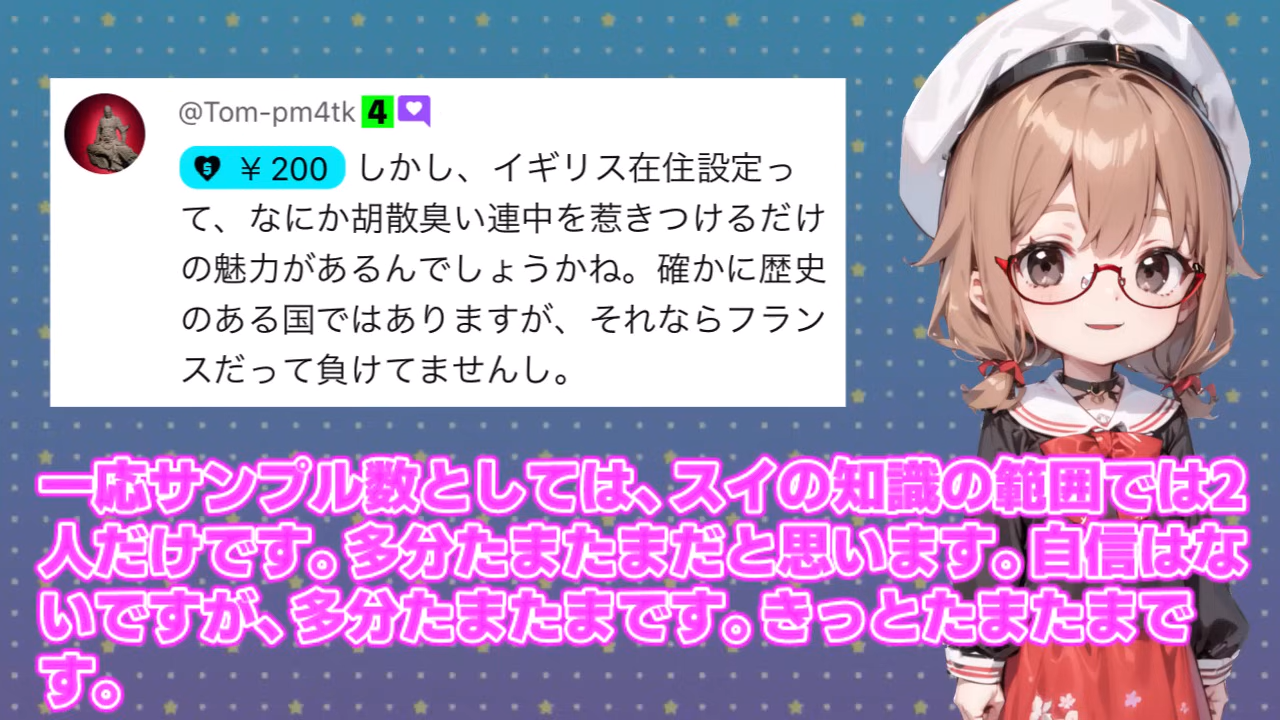 @Tom-pm4tk 4
5 ¥ 200 しかし、イギリス在住設定っ
て、なにか胡散臭い連中を惹きつけるだけ
の魅力があるんでしょうかね。確かに歴史
のある国ではありますが、それならフラン
スだって負けてませんし。
一応サンプル数としては、スイの知識の範囲では2
人だけです。多分たまたまだと思います。自信はな
いですが、多分たまたまです。きっとたまたまで
す。